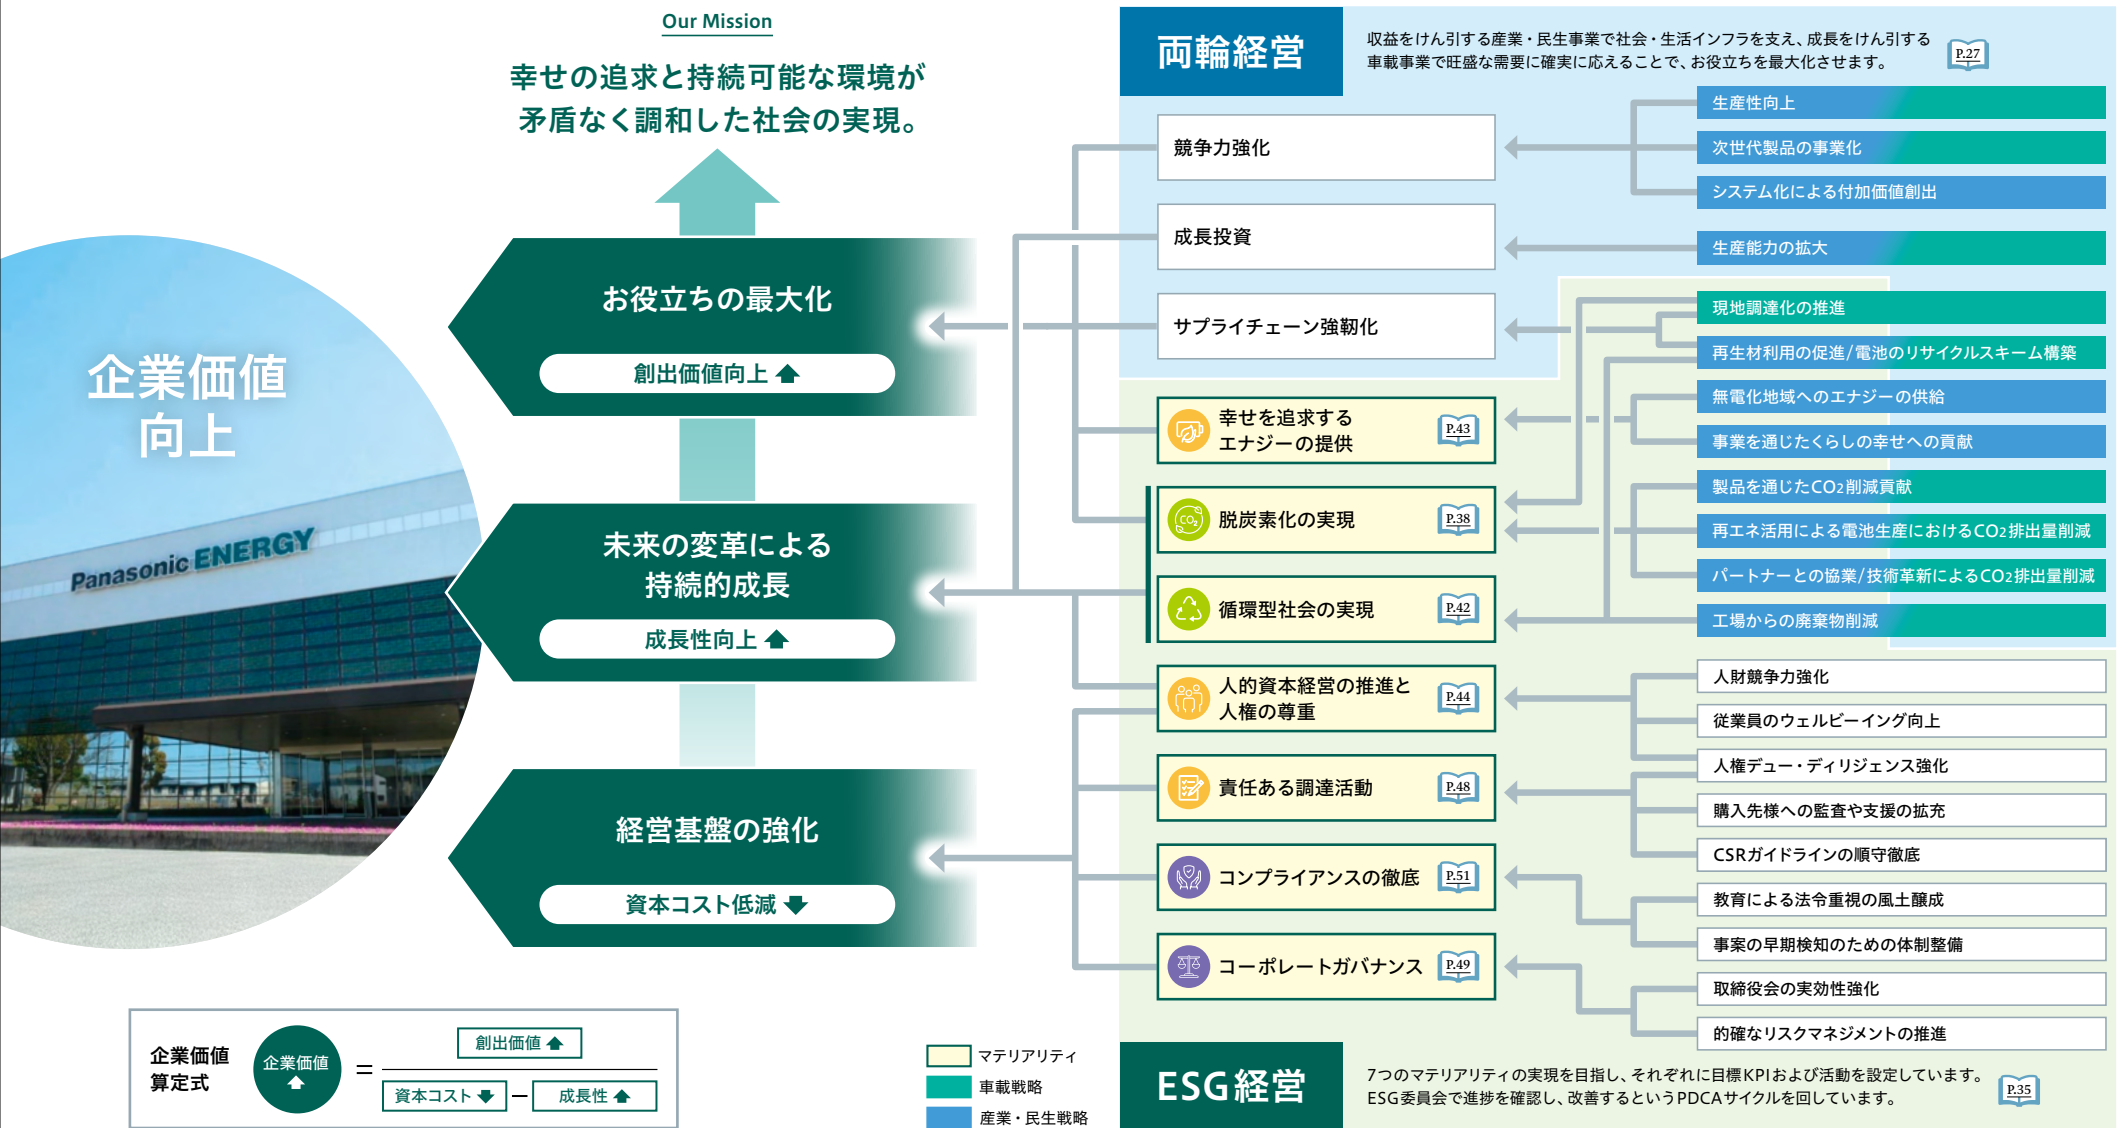 Our Mission
幸せの追求と持続可能な環境が
矛盾なく調和した社会の実現。
企業価値
向上
Panasonic ENERGY
お役立ちの最大化
創出価値向上
未来の変革による
持続的成長
成長性向上
経営基盤の強化
資本コスト低減
企業価値
算定式
企業価値
=
創出価値
資本コスト
−
成長性
マテリアリティ
車載戦略
産業・民生戦略
両輪経営
収益をけん引する産業・民生事業で社会・生活インフラを支え、成長をけん引する
車載事業で旺盛な需要に確実に応えることで、お役立ちを最大化させます。
P.27
競争力強化
成長投資
サプライチェーン強靭化
幸せを追求する
エナジーの提供
P.43
CO2
脱炭素化の実現
P.38
循環型社会の実現
P.42
人的資本経営の推進と
人権の尊重
P.44
責任ある調達活動
P.48
コンプライアンスの徹底
P.51
コーポレートガバナンス
P.49
生産性向上
次世代製品の事業化
システム化による付加価値創出
生産能力の拡大
現地調達化の推進
再生材利用の促進/電池のリサイクルスキーム構築
無電化地域へのエナジーの供給
事業を通じたくらしの幸せへの貢献
製品を通じたCO2削減貢献
再エネ活用による電池生産におけるCO2排出量削減
パートナーとの協業/技術革新によるCO2排出量削減
工場からの廃棄物削減
人財競争力強化
従業員のウェルビーイング向上
人権デュー・ディリジェンス強化
購入先様への監査や支援の拡充
CSRガイドラインの順守徹底
教育による法令重視の風土醸成
事案の早期検知のための体制整備
取締役会の実効性強化
的確なリスクマネジメントの推進
ESG経営
7つのマテリアリティの実現を目指し、それぞれに目標KPIおよび活動を設定しています。
ESG委員会で進捗を確認し、改善するというPDCAサイクルを回しています。
P.35